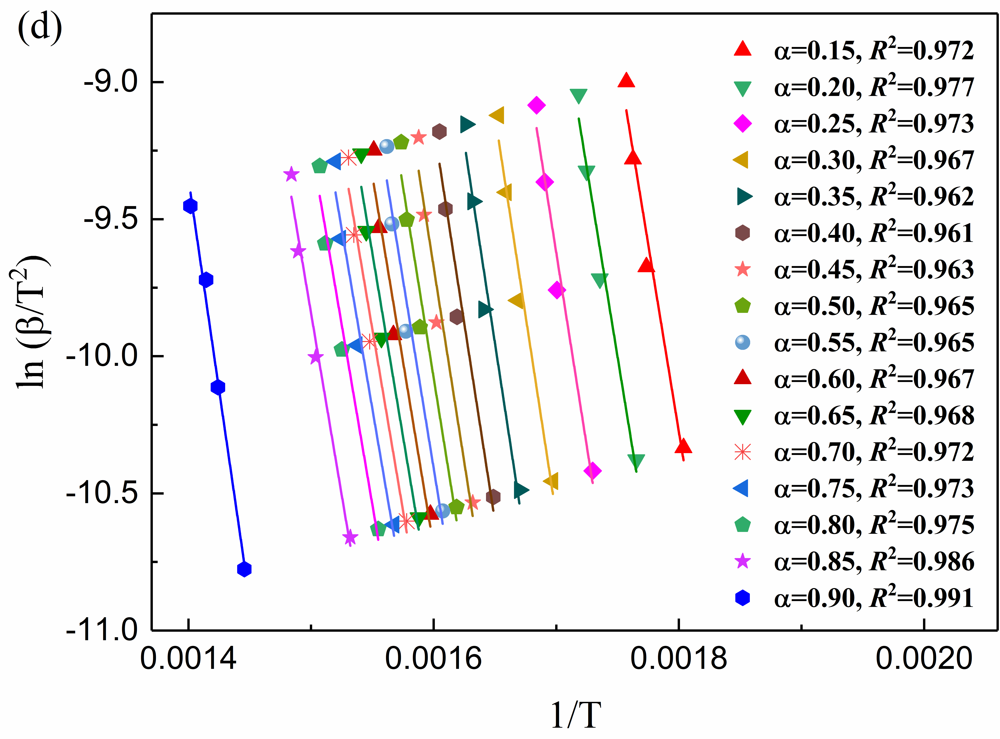 (d)
α=0.15, R²=0.972
α=0.20, R²=0.977
α=0.25, R²=0.973
α=0.30, R²=0.967
α=0.35, R²=0.962
α=0.40, R²=0.961
α=0.45, R²=0.963
α=0.50, R²=0.965
α=0.55, R²=0.965
α=0.60, R²=0.967
α=0.65, R²=0.968
α=0.70, R²=0.972
α=0.75, R²=0.973
α=0.80, R²=0.975
α=0.85, R²=0.986
α=0.90, R²=0.991
-9.0
-9.5
-10.0
-10.5
-11.0
ln (β/T²)
0.0014 0.0016 0.0018 0.0020
1/T